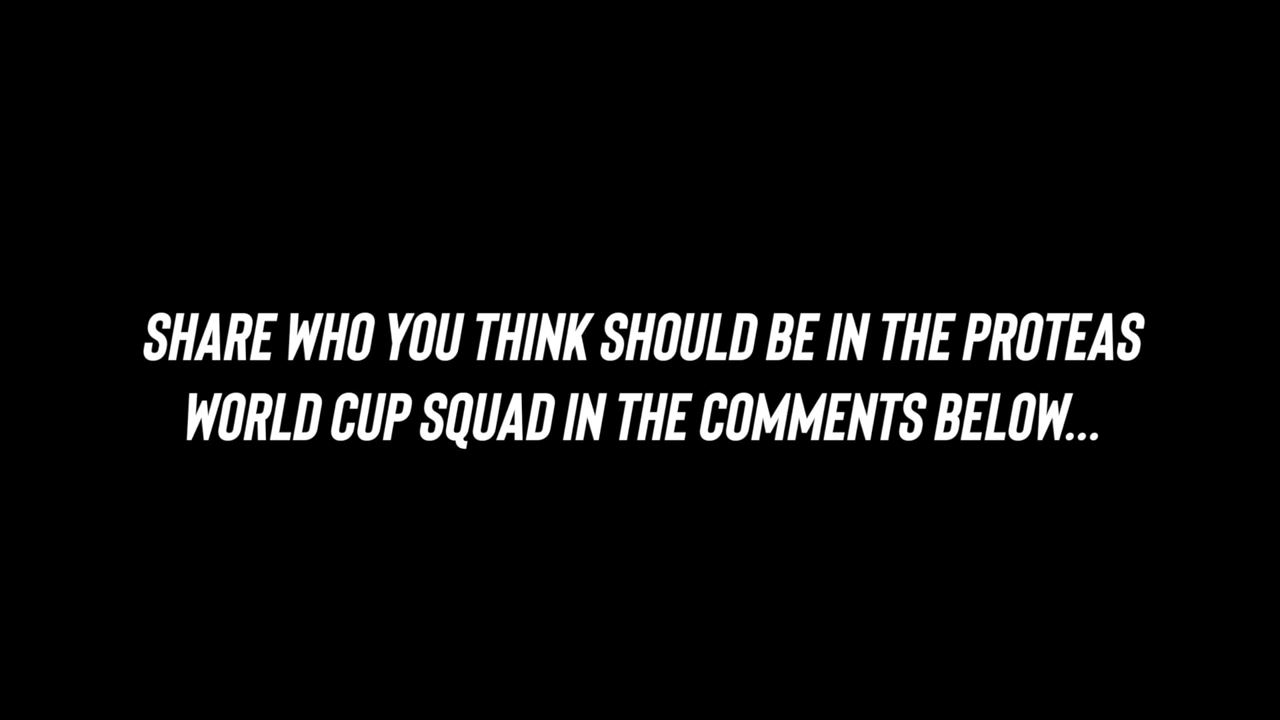 SHARE WHO YOU THINK SHOULD BE IN THE PROTEAS
WORLD CUP SQUAD IN THE COMMENTS BELOW...